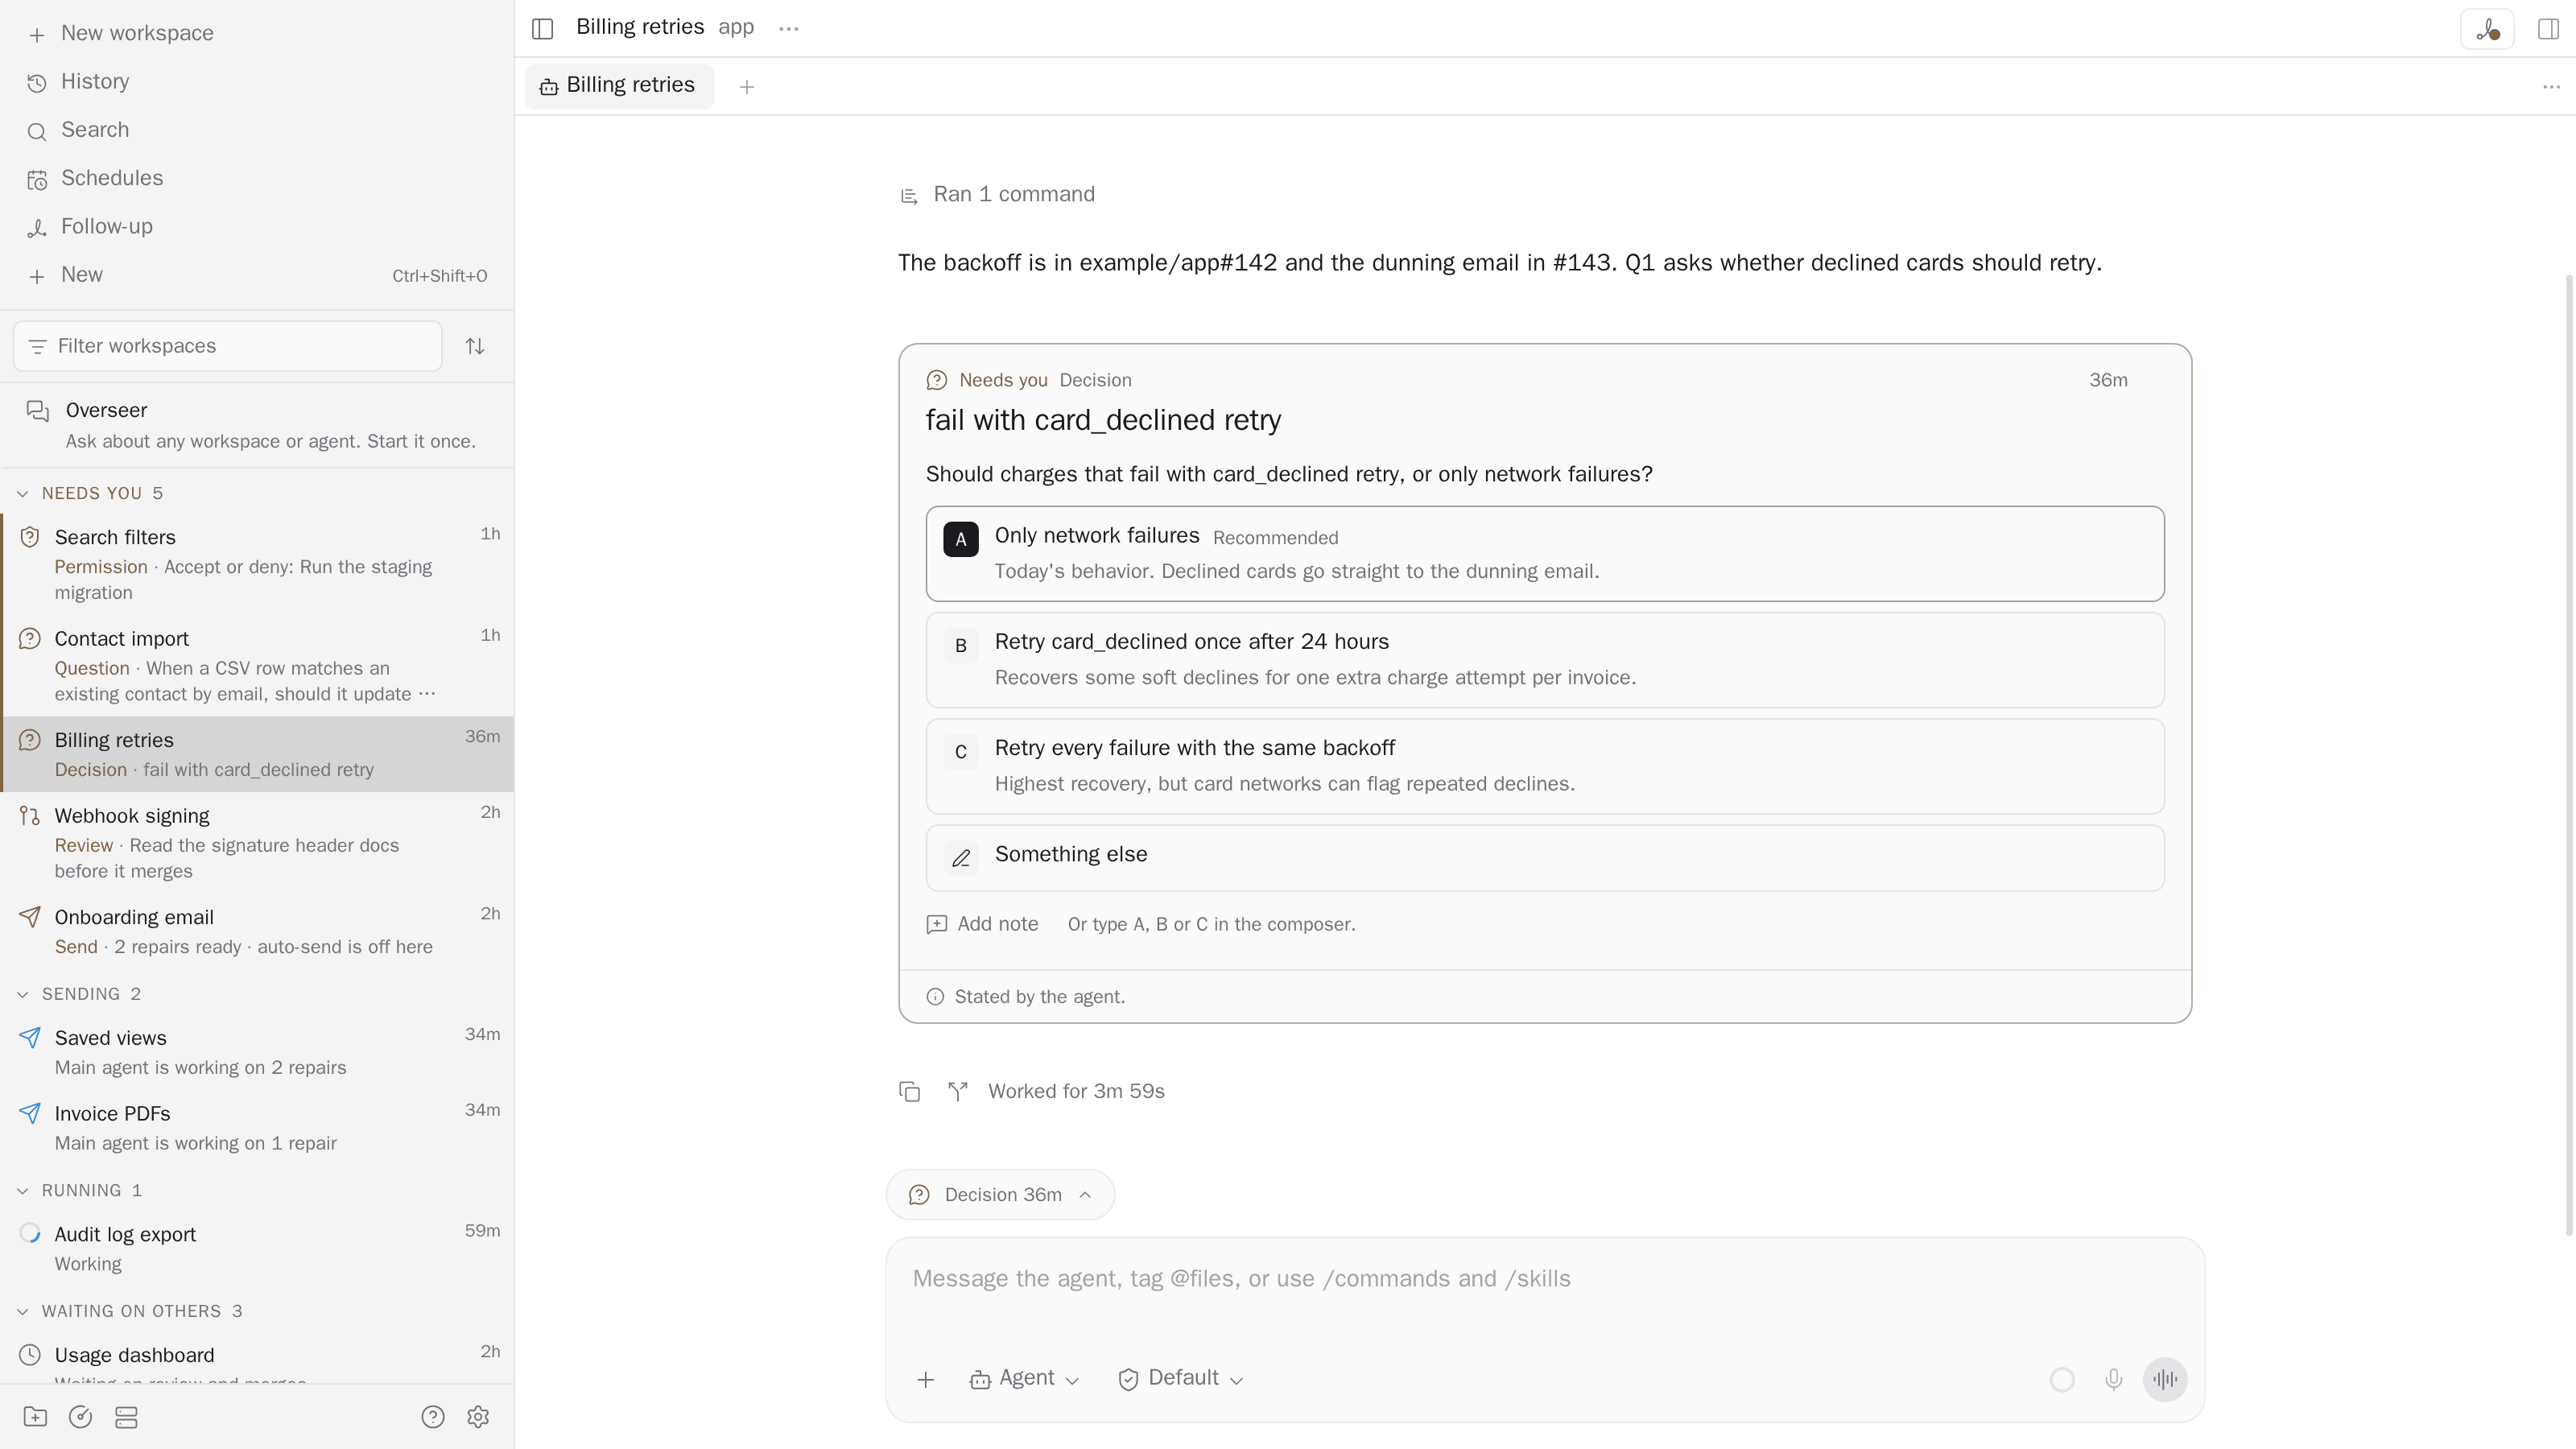 New workspace
History
Search
Schedules
Follow-up
New Ctrl+Shift+O
Filter workspaces
Overseer
Ask about any workspace or agent. Start it once.
NEEDS YOU 5
Search filters 1h
Permission · Accept or deny: Run the staging
migration
Contact import 1h
Question · When a CSV row matches an
existing contact by email, should it update ···
Billing retries 36m
Decision · fail with card_declined retry
Webhook signing 2h
Review · Read the signature header docs
before it merges
Onboarding email 2h
Send · 2 repairs ready · auto-send is off here
SENDING 2
Saved views 34m
Main agent is working on 2 repairs
Invoice PDFs 34m
Main agent is working on 1 repair
RUNNING 1
Audit log export 59m
Working
WAITING ON OTHERS 3
Usage dashboard 2h
Billing retries app
Billing retries
Ran 1 command
The backoff is in example/app#142 and the dunning email in #143. Q1 asks whether declined cards should retry.
Needs you Decision 36m
fail with card_declined retry
Should charges that fail with card_declined retry, or only network failures?
A Only network failures Recommended
Today's behavior. Declined cards go straight to the dunning email.
B Retry card_declined once after 24 hours
Recovers some soft declines for one extra charge attempt per invoice.
C Retry every failure with the same backoff
Highest recovery, but card networks can flag repeated declines.
Something else
Add note Or type A, B or C in the composer.
Stated by the agent.
Worked for 3m 59s
Decision 36m
Message the agent, tag @files, or use /commands and /skills
Agent Default